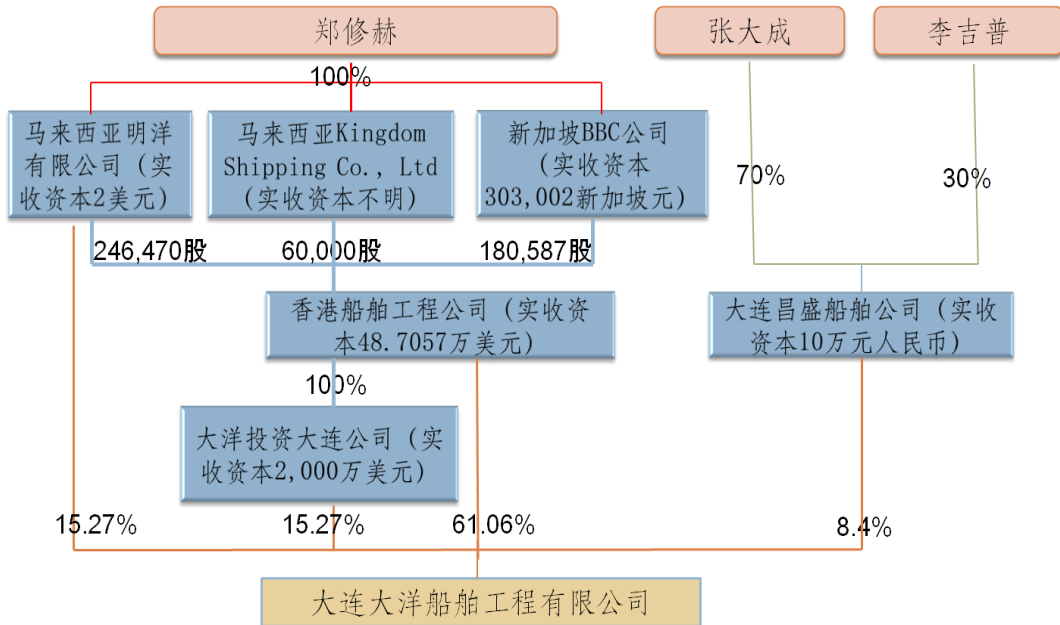 郑修赫
张大成
李吉普
100%
马来西亚明洋
有限公司（实
收资本2美元）
马来西亚Kingdom
Shipping Co., Ltd
（实收资本不明）
新加坡BBC公司
（实收资本
303,002新加坡元）
70%
30%
246,470股
60,000股
180,587股
香港船舶工程公司（实收资
本48.7057万美元）
大连昌盛船舶公司（实收
资本10万元人民币）
100%
大洋投资大连公司（实
收资本2,000万美元）
15.27%
15.27%
61.06%
8.4%
大连大洋船舶工程有限公司